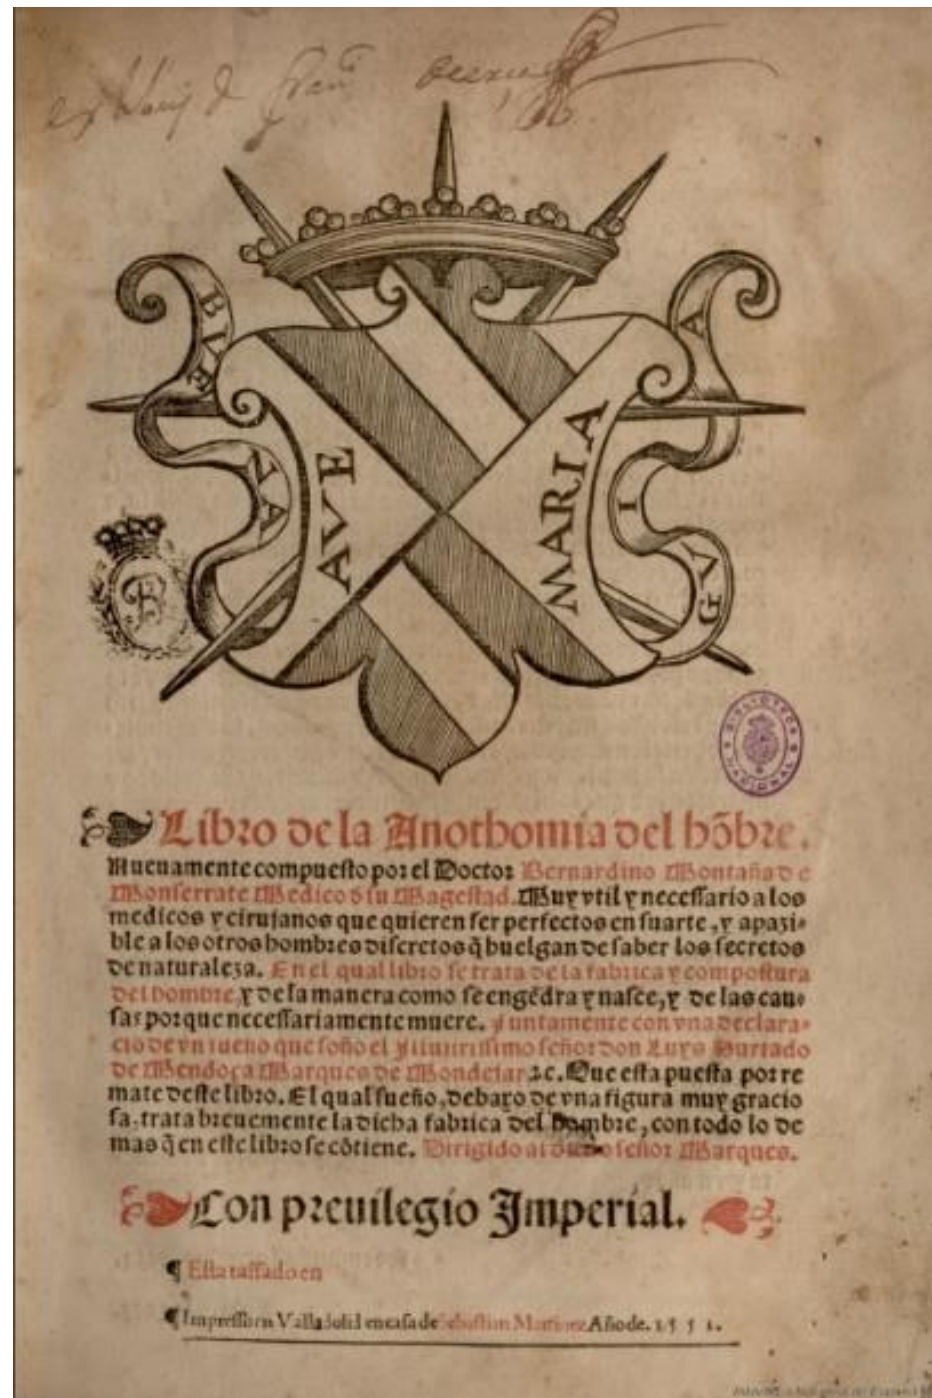 BVE
NA
AVE
MARIA
GVI
A
BIBLIOTECA NACIONAL
Libro de la Anothomia del hõbre.
Nueuamente compuesto por el Doctor Bernardino Montaña de
Monserrate Medico d̃ su Magestad. Muy vtil y necessario a los
medicos y cirujanos que quieren ser perfectos en su arte, y apazi-
ble a los otros hombres discretos q̃ huelgan de saber los secretos
de naturaleza. En el qual libro se trata de la fabrica y compostura
del hombre, y de la manera como se engẽdra y nasce, y de las cau-
sas porque necessariamente muere. Juntamente con vna declara-
cio de vn sueño que soño el Illustrissimo señor don Luys Hurtado
de Mendoça Marques de Mondejar ⁊c. Que esta puesta por re
mate deste libro. El qual sueño, debaxo de vna figura muy gracio
sa, trata breuemente la dicha fabrica del hombre, con todo lo de
mas q̃ en este libro se cõtiene. Dirigido al dicho señor Marques.
Con preuilegio Imperial.
¶ Esta tassado en
¶ Impresso en Valladolid en casa de Sebastian Martinez Año de. 1551.